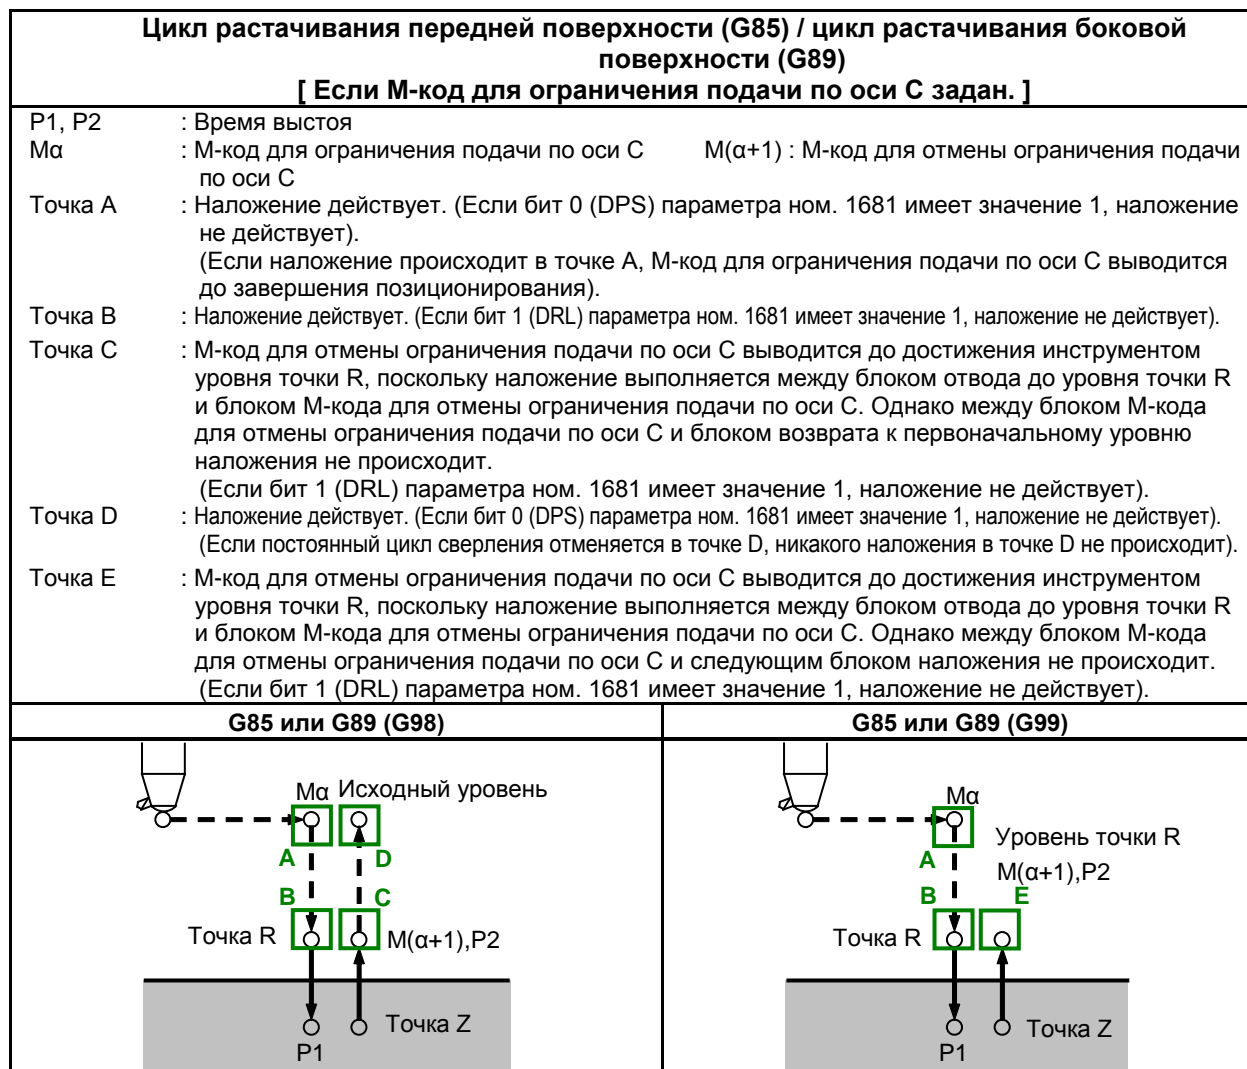 Цикл растачивания передней поверхности (G85) / цикл растачивания боковой
поверхности (G89)
[ Если М-код для ограничения подачи по оси С задан. ]
P1, P2 : Время выстоя
Mα : М-код для ограничения подачи по оси С M(α+1) : М-код для отмены ограничения подачи
по оси С
Точка A : Наложение действует. (Если бит 0 (DPS) параметра ном. 1681 имеет значение 1, наложение
не действует).
(Если наложение происходит в точке А, М-код для ограничения подачи по оси С выводится
до завершения позиционирования).
Точка B : Наложение действует. (Если бит 1 (DRL) параметра ном. 1681 имеет значение 1, наложение не действует).
Точка C : М-код для отмены ограничения подачи по оси С выводится до достижения инструментом
уровня точки R, поскольку наложение выполняется между блоком отвода до уровня точки R
и блоком М-кода для отмены ограничения подачи по оси С. Однако между блоком М-кода
для отмены ограничения подачи по оси С и блоком возврата к первоначальному уровню
наложения не происходит.
(Если бит 1 (DRL) параметра ном. 1681 имеет значение 1, наложение не действует).
Точка D : Наложение действует. (Если бит 0 (DPS) параметра ном. 1681 имеет значение 1, наложение не действует).
(Если постоянный цикл сверления отменяется в точке D, никакого наложения в точке D не происходит).
Точка E : М-код для отмены ограничения подачи по оси С выводится до достижения инструментом
уровня точки R, поскольку наложение выполняется между блоком отвода до уровня точки R
и блоком М-кода для отмены ограничения подачи по оси С. Однако между блоком М-кода
для отмены ограничения подачи по оси С и следующим блоком наложения не происходит.
(Если бит 1 (DRL) параметра ном. 1681 имеет значение 1, наложение не действует).
G85 или G89 (G98)
Mα Исходный уровень
A D
B C
Точка R M(α+1),P2
Точка Z
P1
G85 или G89 (G99)
Mα
Уровень точки R
A
M(α+1),P2
B E
Точка R
Точка Z
P1